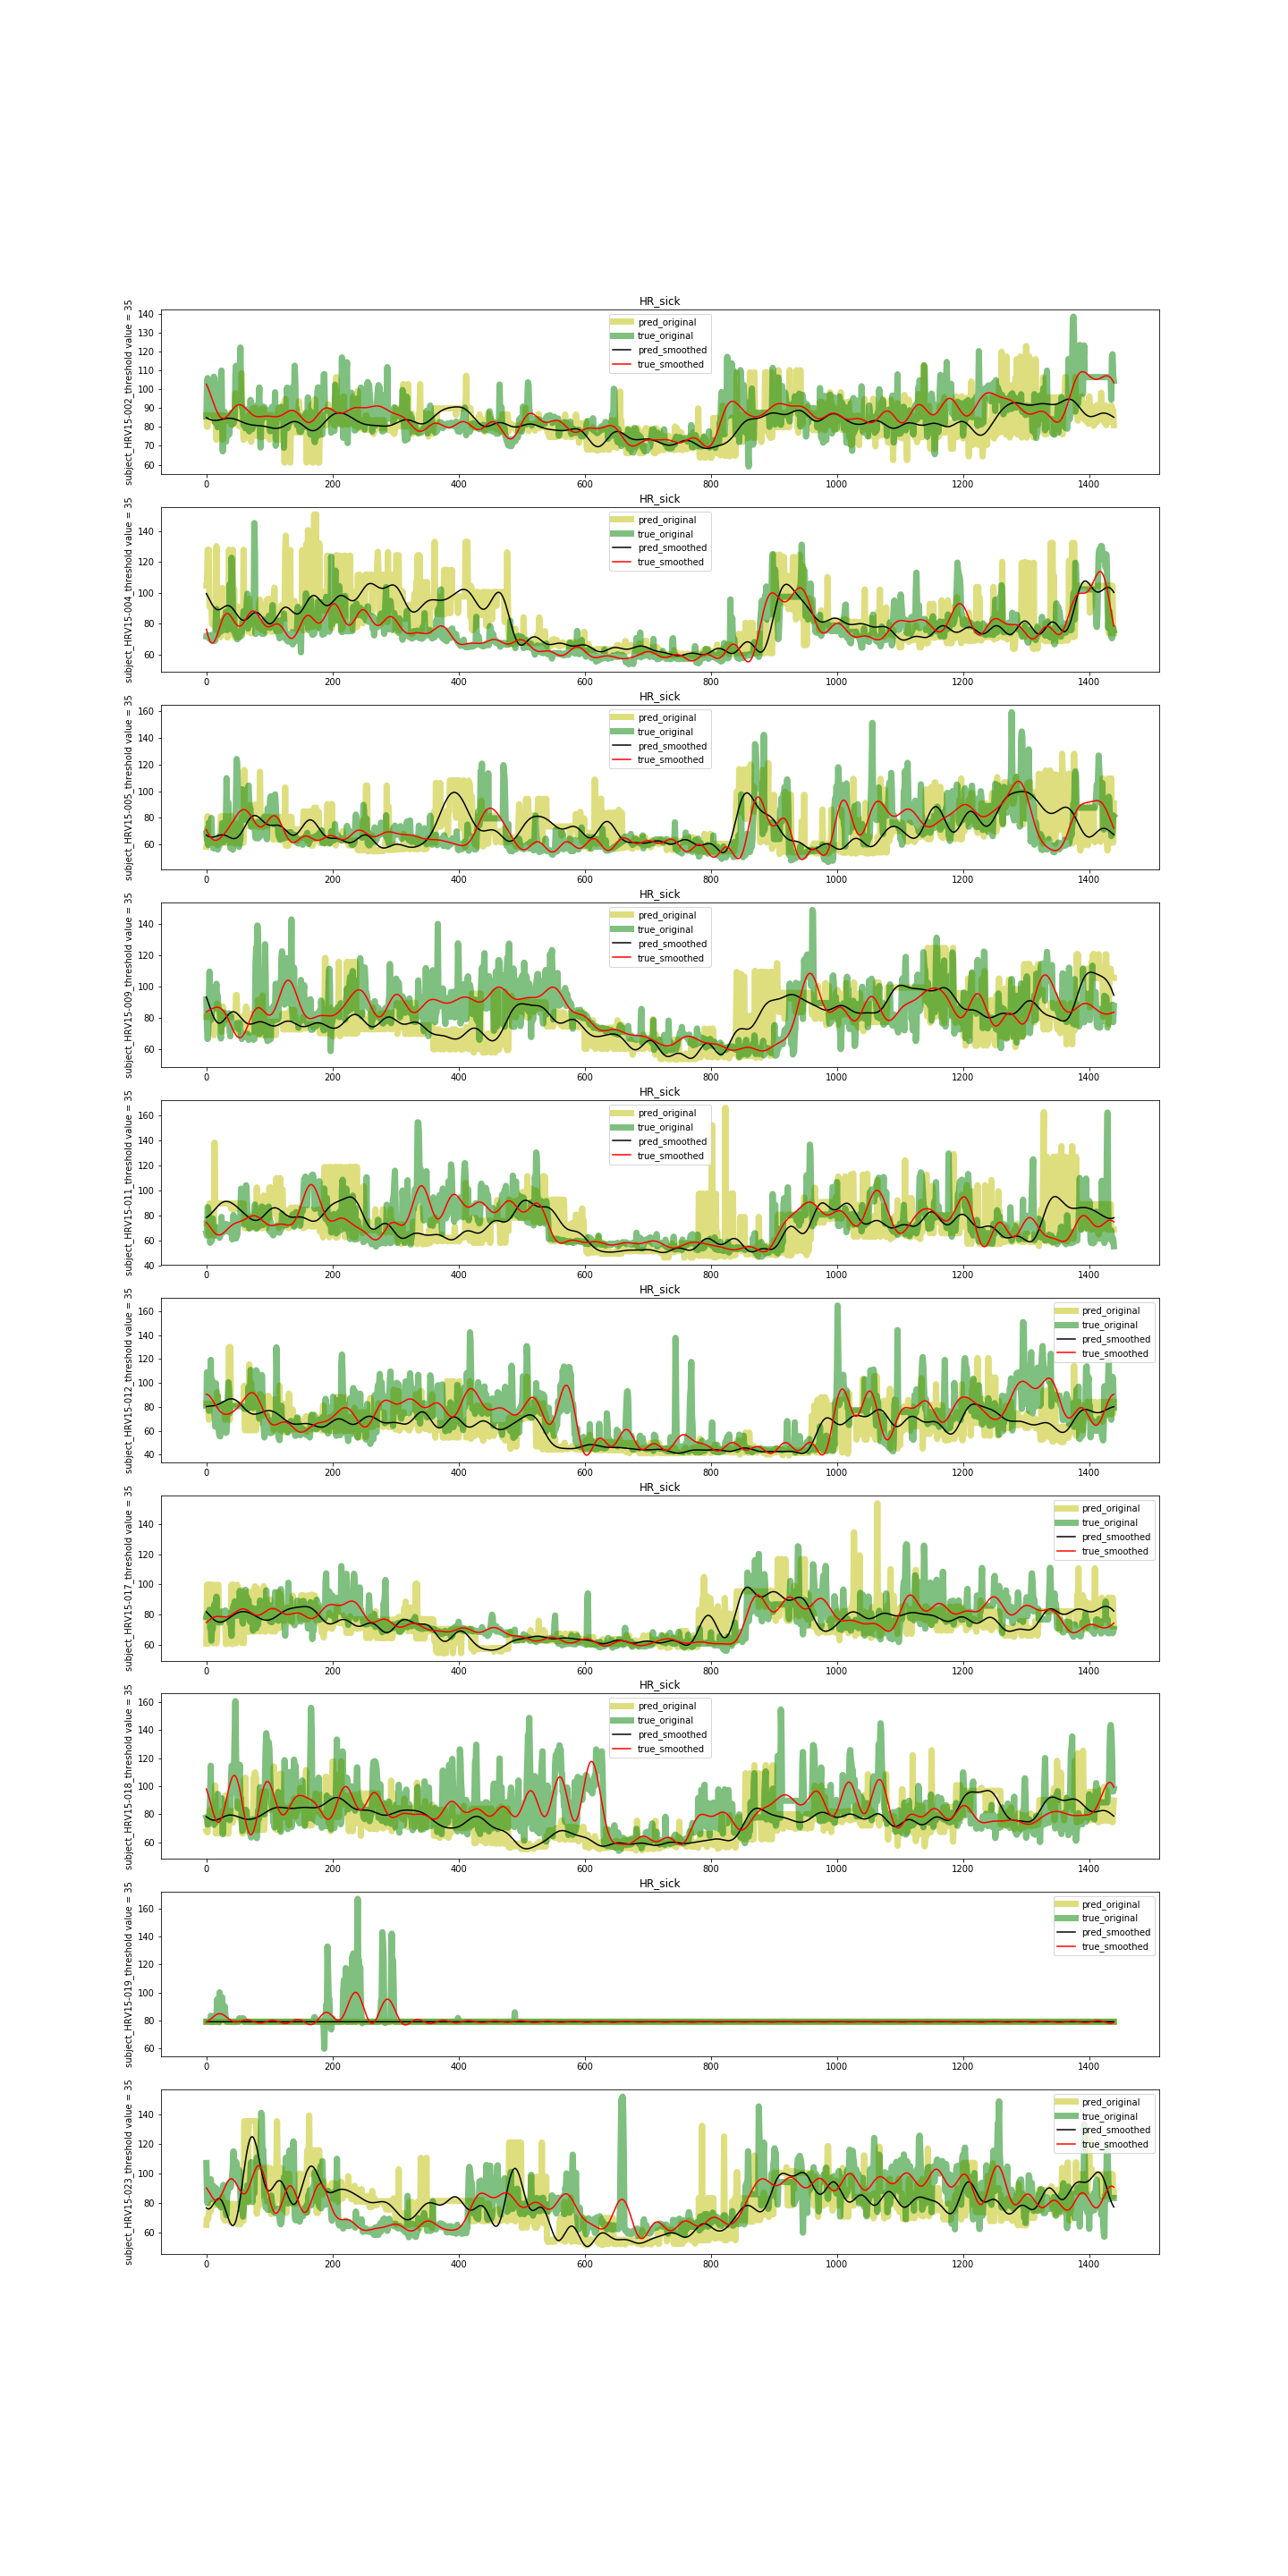 HR_sick
subject_HRV15-002_threshold value = 35
140
130
120
110
100
90
80
70
60
pred_original
true_original
pred_smoothed
true_smoothed
0 200 400 600 800 1000 1200 1400
HR_sick
subject_HRV15-004_threshold value = 35
140
120
100
80
60
pred_original
true_original
pred_smoothed
true_smoothed
0 200 400 600 800 1000 1200 1400
HR_sick
subject_HRV15-005_threshold value = 35
160
140
120
100
80
60
pred_original
true_original
pred_smoothed
true_smoothed
0 200 400 600 800 1000 1200 1400
HR_sick
subject_HRV15-009_threshold value = 35
140
120
100
80
60
pred_original
true_original
pred_smoothed
true_smoothed
0 200 400 600 800 1000 1200 1400
HR_sick
subject_HRV15-011_threshold value = 35
160
140
120
100
80
60
40
pred_original
true_original
pred_smoothed
true_smoothed
0 200 400 600 800 1000 1200 1400
HR_sick
subject_HRV15-012_threshold value = 35
160
140
120
100
80
60
40
pred_original
true_original
pred_smoothed
true_smoothed
0 200 400 600 800 1000 1200 1400
HR_sick
subject_HRV15-017_threshold value = 35
140
120
100
80
60
pred_original
true_original
pred_smoothed
true_smoothed
0 200 400 600 800 1000 1200 1400
HR_sick
subject_HRV15-018_threshold value = 35
160
140
120
100
80
60
pred_original
true_original
pred_smoothed
true_smoothed
0 200 400 600 800 1000 1200 1400
HR_sick
subject_HRV15-019_threshold value = 35
160
140
120
100
80
60
pred_original
true_original
pred_smoothed
true_smoothed
0 200 400 600 800 1000 1200 1400
subject_HRV15-023_threshold value = 35
140
120
100
80
60
pred_original
true_original
pred_smoothed
true_smoothed
0 200 400 600 800 1000 1200 1400